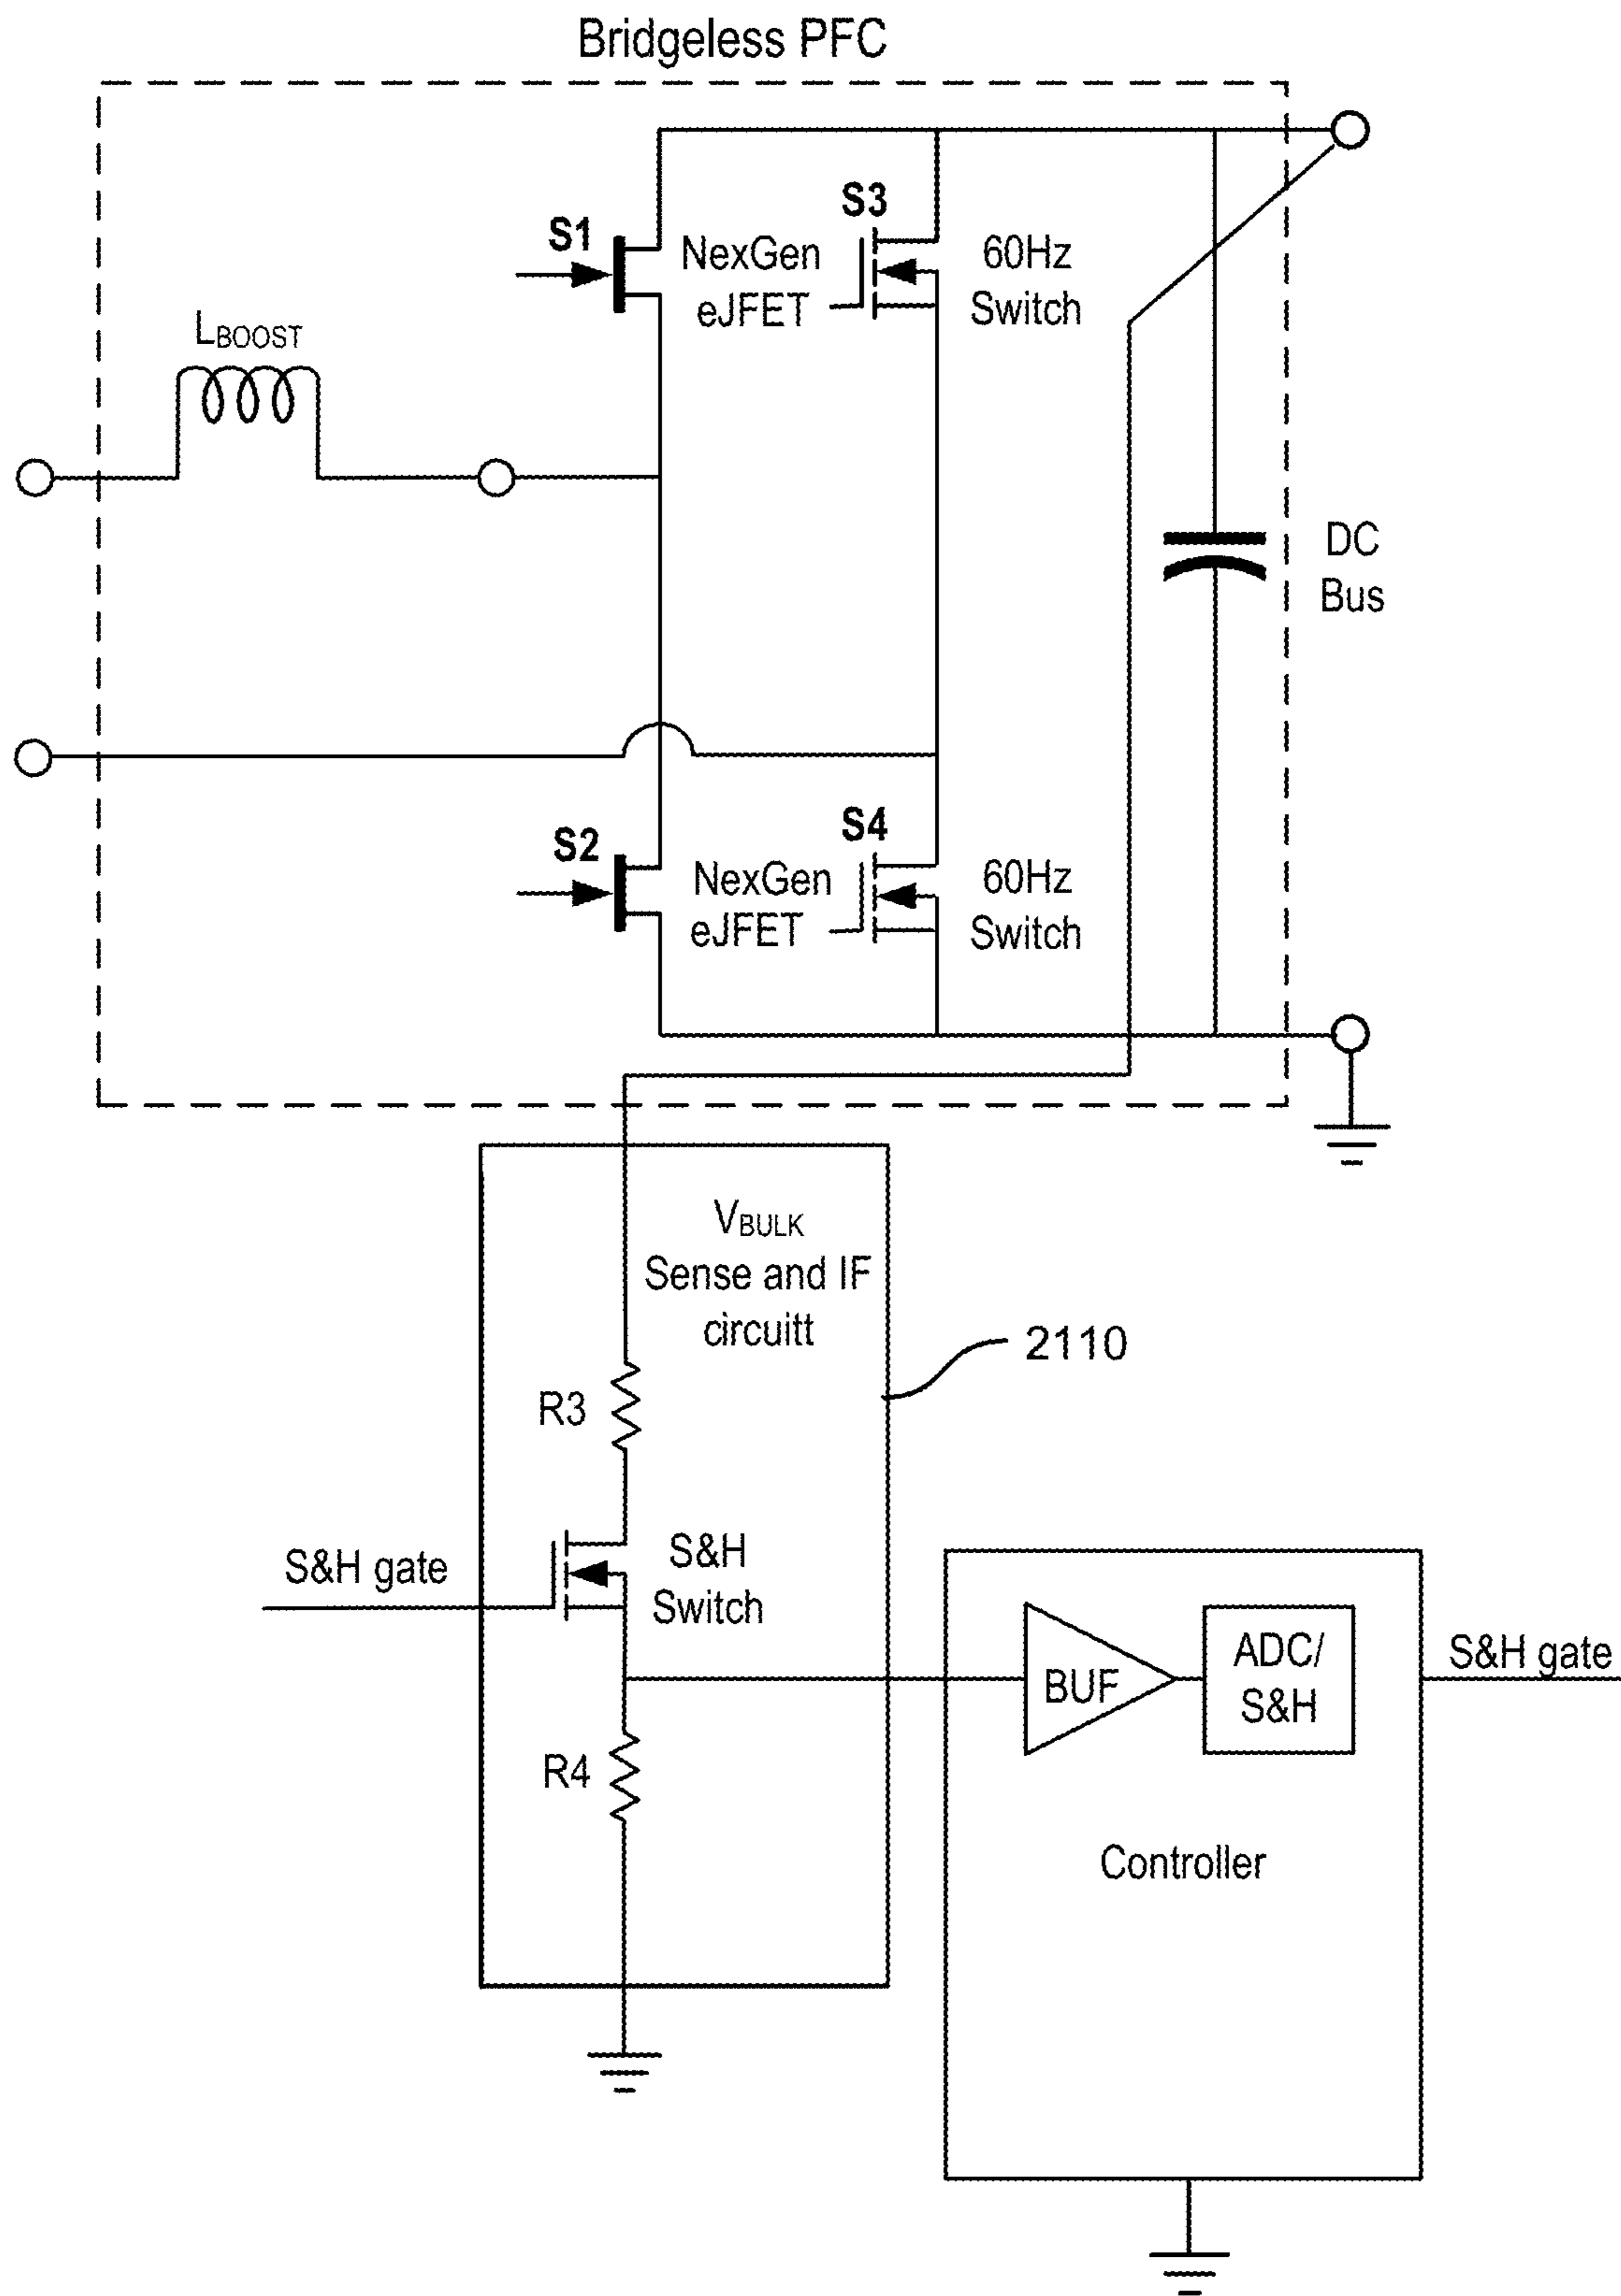 Bridgeless PFC
S1
NexGen
eJFET
S3
60Hz
Switch
LBOOST
DC
Bus
S2
NexGen
eJFET
S4
60Hz
Switch
VBULK
Sense and IF
circuitt
2110
R3
S&H gate
S&H
Switch
R4
BUF
ADC/
S&H
S&H gate
Controller